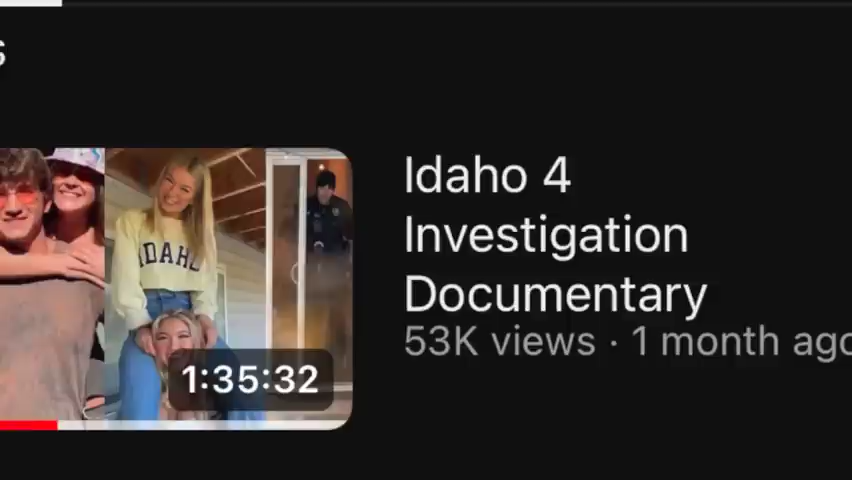 s
IDAHO
1:35:32
Idaho 4
Investigation
Documentary
53K views · 1 month ago